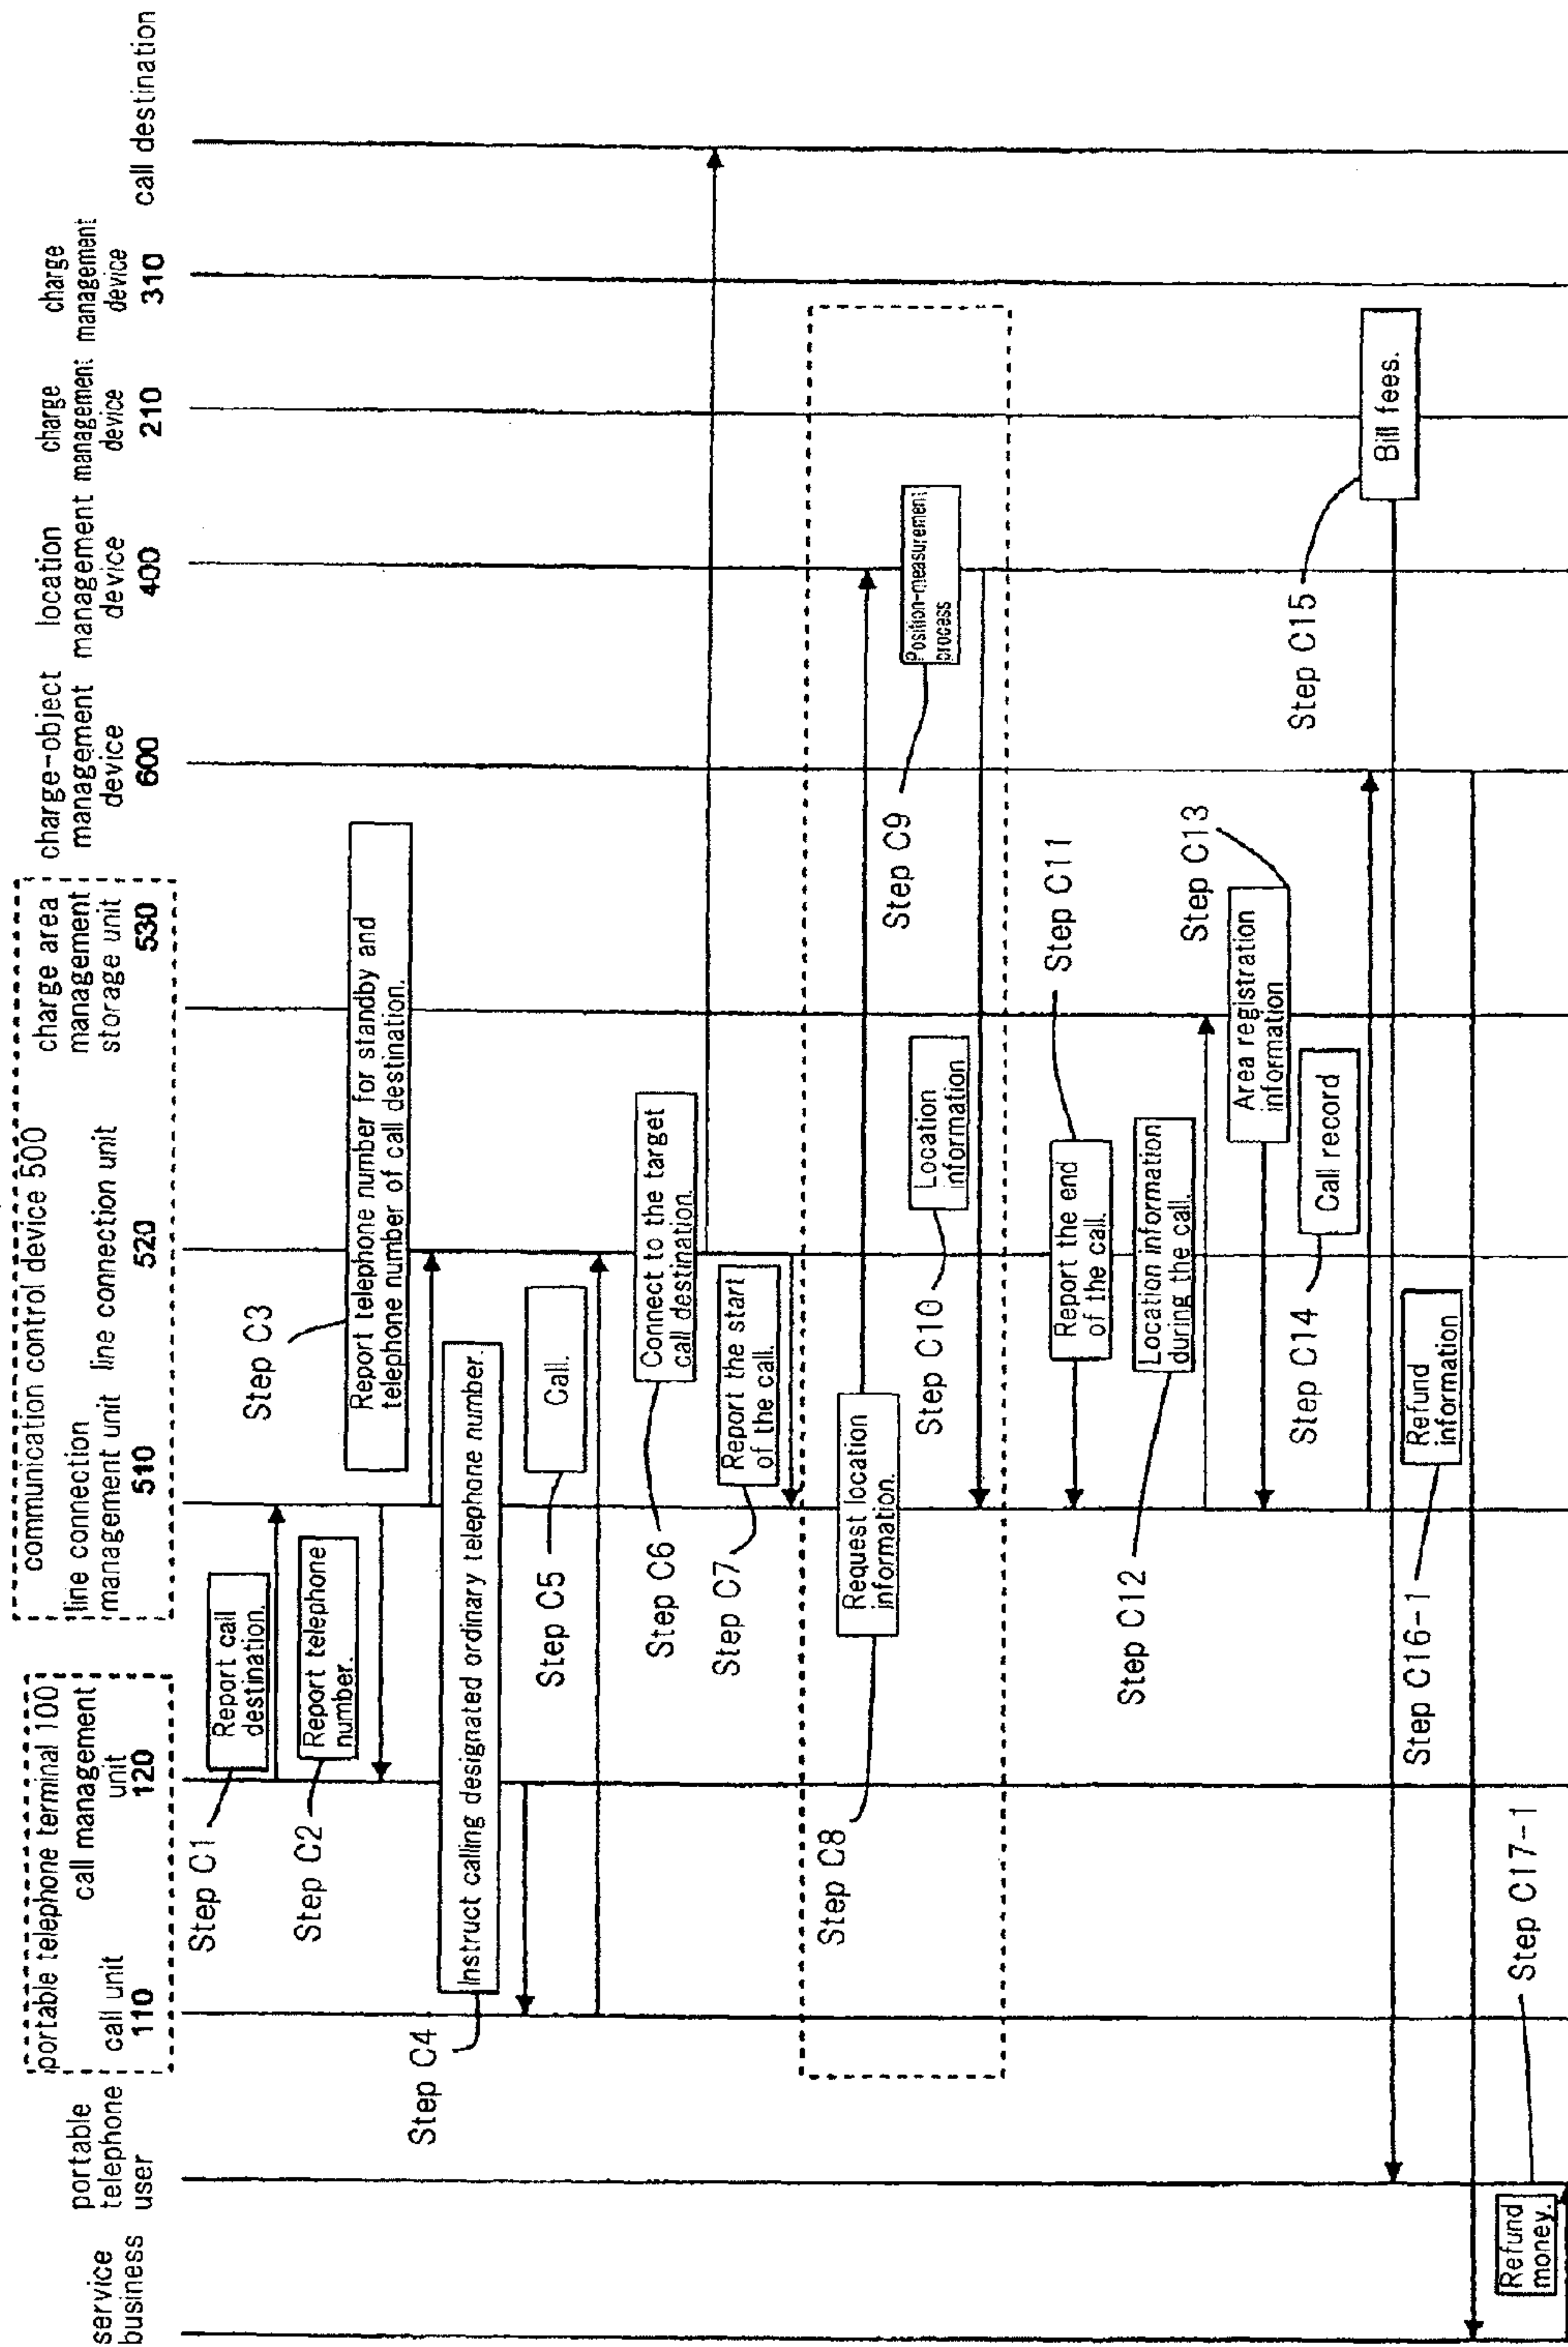 service
business
portable
telephone
user
portable telephone terminal 100
call unit
110
call management
unit
120
communication control device 500
line connection
management unit
510
line connection unit
520
charge area
management
storage unit
530
charge-object
management
device
600
location
management
device
400
charge
management
device
210
charge
management
device
310
call destination
Step C1
Report call
destination.
Step C2
Report telephone
number.
Step C3
Report telephone number for standby and
telephone number of call destination.
Step C4
Instruct calling designated ordinary telephone number.
Step C5
Call.
Step C6
Connect to the target
call destination.
Step C7
Report the start
of the call.
Step C8
Request location
information.
Step C9
Position-measurement
process
Step C10
Location
information
Step C11
Report the end
of the call.
Step C12
Location information
during the call.
Step C13
Area registration
information
Step C14
Call record
Step C15
Bill fees.
Step C16-1
Refund
information
Step C17-1
Refund
money.